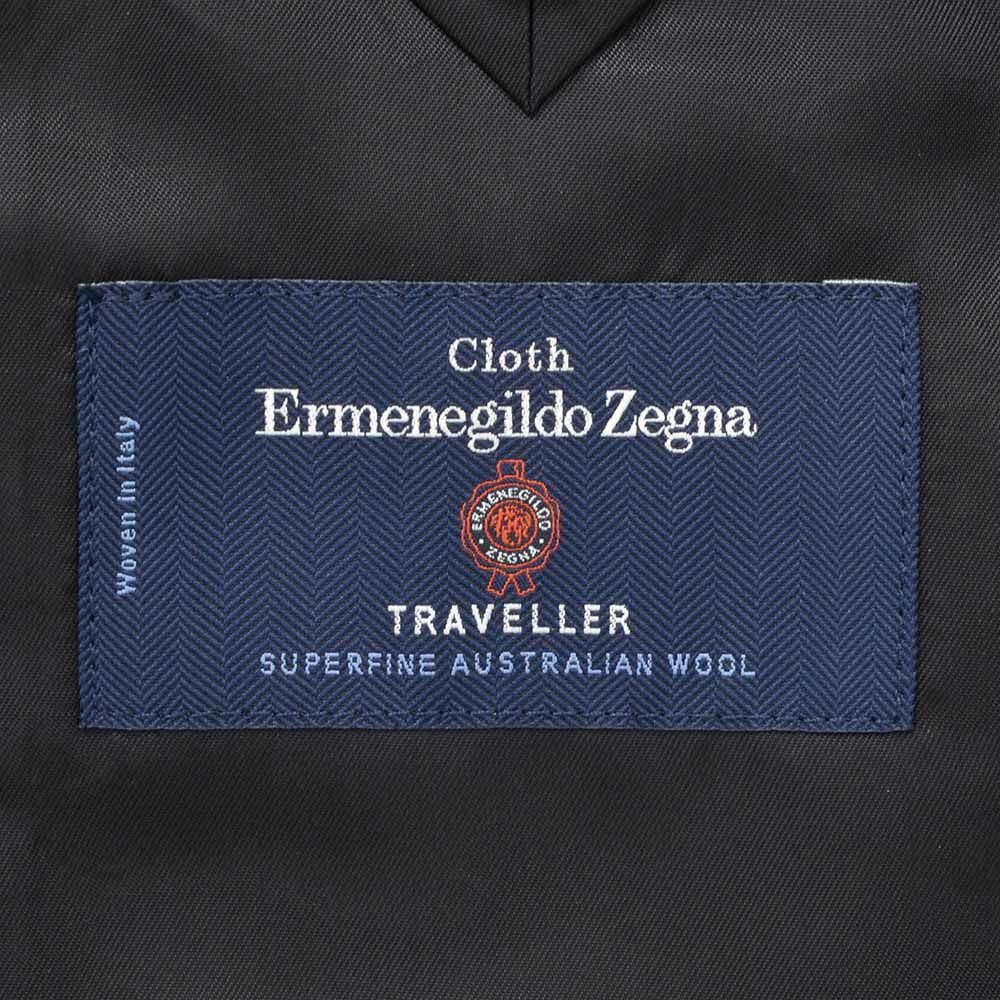 Cloth
Ermenegildo Zegna
ERMENEGILDO
ZEGNA
TRAVELLER
SUPERFINE AUSTRALIAN WOOL
Woven in Italy